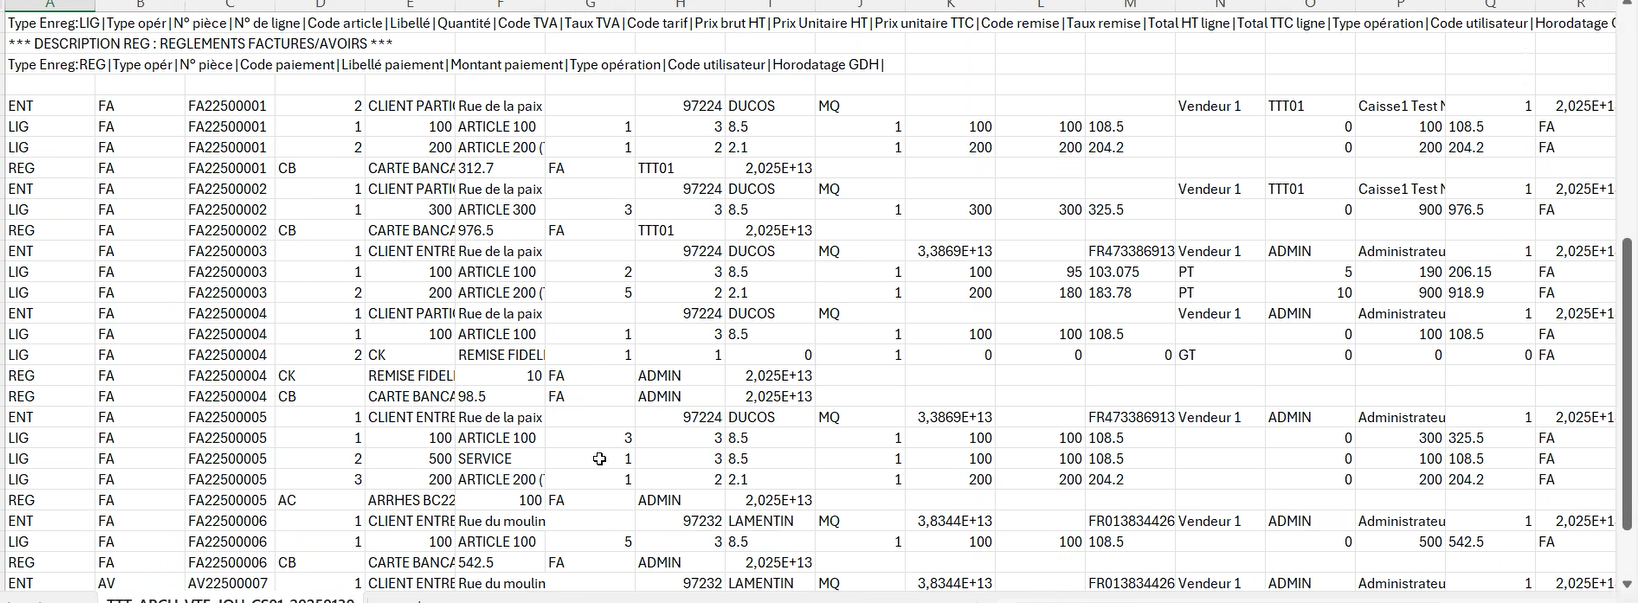 A B C D E F G H I J K L M N O P Q R
Type Enreg:LIG|Type opér|N° pièce|N° de ligne|Code article|Libellé|Quantité|Code TVA|Taux TVA|Code tarif|Prix brut HT|Prix Unitaire HT|Prix unitaire TTC|Code remise|Taux remise|Total HT ligne|Total TTC ligne|Type opération|Code utilisateur|Horodatage
*** DESCRIPTION REG : REGLEMENTS FACTURES/AVOIRS ***
Type Enreg:REG|Type opér|N° pièce|Code paiement|Libellé paiement|Montant paiement|Type opération|Code utilisateur|Horodatage GDH|
ENT FA FA22500001 2 CLIENT PARTI Rue de la paix 97224 DUCOS MQ Vendeur 1 TTT01 Caisse1 Test 1 2,025E+1
LIG FA FA22500001 1 100 ARTICLE 100 1 3 8.5 1 100 100 108.5 0 100 108.5 FA
LIG FA FA22500001 2 200 ARTICLE 200 ( 1 2 2.1 1 200 200 204.2 0 200 204.2 FA
REG FA FA22500001 CB CARTE BANCA 312.7 FA TTT01 2,025E+13
ENT FA FA22500002 1 CLIENT PARTI Rue de la paix 97224 DUCOS MQ Vendeur 1 TTT01 Caisse1 Test 1 2,025E+1
LIG FA FA22500002 1 300 ARTICLE 300 3 3 8.5 1 300 300 325.5 0 900 976.5 FA
REG FA FA22500002 CB CARTE BANCA 976.5 FA TTT01 2,025E+13
ENT FA FA22500003 1 CLIENT ENTRE Rue de la paix 97224 DUCOS MQ 3,3869E+13 FR473386913 Vendeur 1 ADMIN Administrateu 1 2,025E+1
LIG FA FA22500003 1 100 ARTICLE 100 2 3 8.5 1 100 95 103.075 PT 5 190 206.15 FA
LIG FA FA22500003 2 200 ARTICLE 200 ( 5 2 2.1 1 200 180 183.78 PT 10 900 918.9 FA
ENT FA FA22500004 1 CLIENT PARTI Rue de la paix 97224 DUCOS MQ Vendeur 1 ADMIN Administrateu 1 2,025E+1
LIG FA FA22500004 1 100 ARTICLE 100 1 3 8.5 1 100 100 108.5 0 100 108.5 FA
LIG FA FA22500004 2 CK REMISE FIDEL 1 1 0 1 0 0 0 GT 0 0 0 FA
REG FA FA22500004 CK REMISE FIDEL 10 FA ADMIN 2,025E+13
REG FA FA22500004 CB CARTE BANCA 98.5 FA ADMIN 2,025E+13
ENT FA FA22500005 1 CLIENT ENTRE Rue de la paix 97224 DUCOS MQ 3,3869E+13 FR473386913 Vendeur 1 ADMIN Administrateu 1 2,025E+1
LIG FA FA22500005 1 100 ARTICLE 100 3 3 8.5 1 100 100 108.5 0 300 325.5 FA
LIG FA FA22500005 2 500 SERVICE 1 3 8.5 1 100 100 108.5 0 100 108.5 FA
LIG FA FA22500005 3 200 ARTICLE 200 ( 1 2 2.1 1 200 200 204.2 0 200 204.2 FA
REG FA FA22500005 AC ARRHES BC22 100 FA ADMIN 2,025E+13
ENT FA FA22500006 1 CLIENT ENTRE Rue du moulin 97232 LAMENTIN MQ 3,8344E+13 FR013834426 Vendeur 1 ADMIN Administrateu 1 2,025E+1
LIG FA FA22500006 1 100 ARTICLE 100 5 3 8.5 1 100 100 108.5 0 500 542.5 FA
REG FA FA22500006 CB CARTE BANCA 542.5 FA ADMIN 2,025E+13
ENT AV AV22500007 1 CLIENT ENTRE Rue du moulin 97232 LAMENTIN MQ 3,8344E+13 FR013834426 Vendeur 1 ADMIN Administrateu 1 2,025E+1